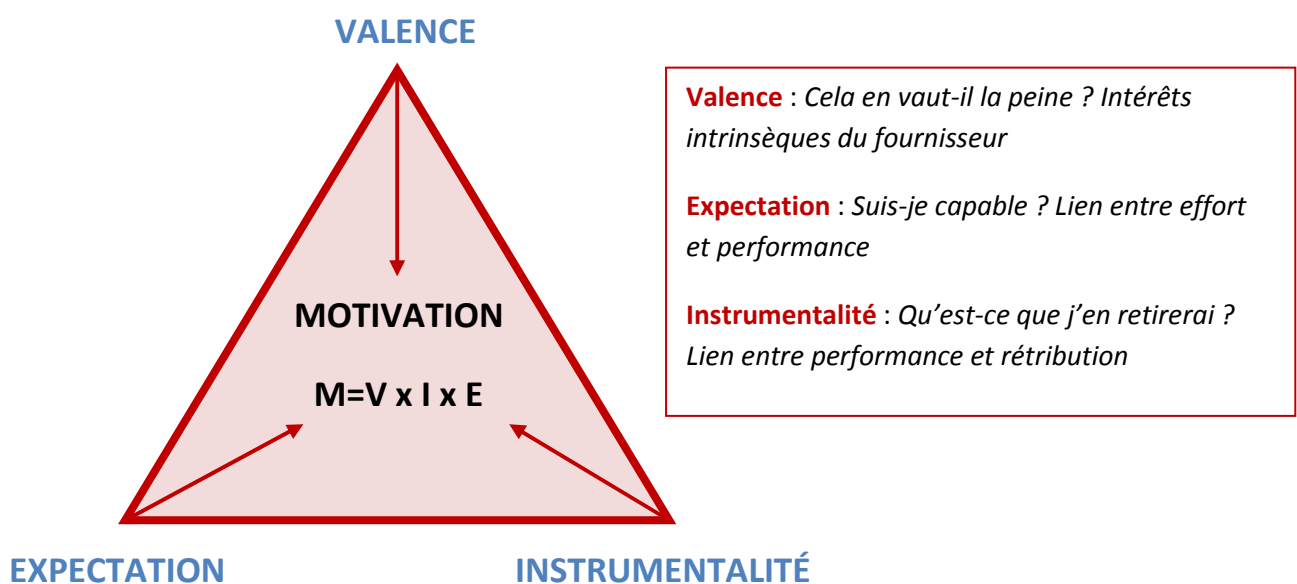 VALENCE
MOTIVATION
M=V x I x E
EXPECTATION
INSTRUMENTALITÉ
Valence : Cela en vaut-il la peine ? Intérêts
intrinsèques du fournisseur
Expectation : Suis-je capable ? Lien entre effort
et performance
Instrumentalité : Qu’est-ce que j’en retirerai ?
Lien entre performance et rétribution